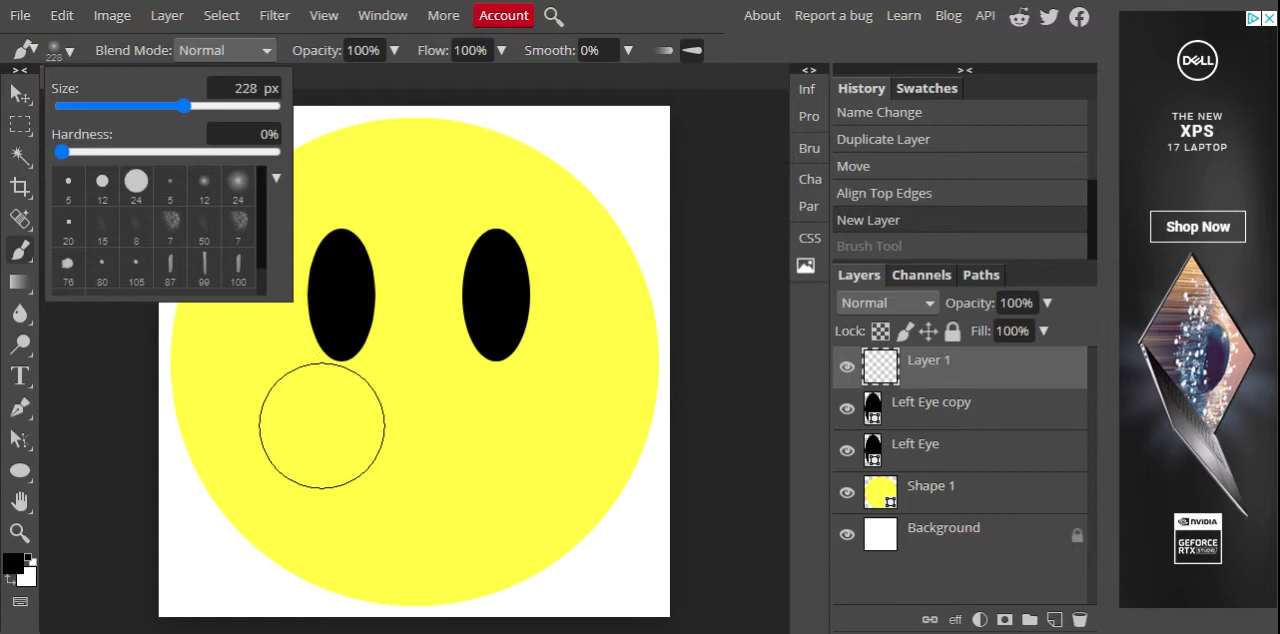 File Edit Image Layer Select Filter View Window More Account About Report a bug Learn Blog API
228 Blend Mode: Normal Opacity: 100% Flow: 100% Smooth: 0%
> < < > > <
Size: 228 px
Hardness: 0%
5 12 24 5 12 24
20 15 8 7 50 7
76 80 105 87 99 100
T
Inf
Pro
Bru
Cha
Par
CSS
History Swatches
Name Change
Duplicate Layer
Move
Align Top Edges
New Layer
Brush Tool
Layers Channels Paths
Normal Opacity: 100%
Lock: Fill: 100%
Layer 1
Left Eye copy
Left Eye
Shape 1
Background
eff
DELL
THE NEW
XPS
17 LAPTOP
Shop Now
NVIDIA
GEFORCE
RTX STUDIO